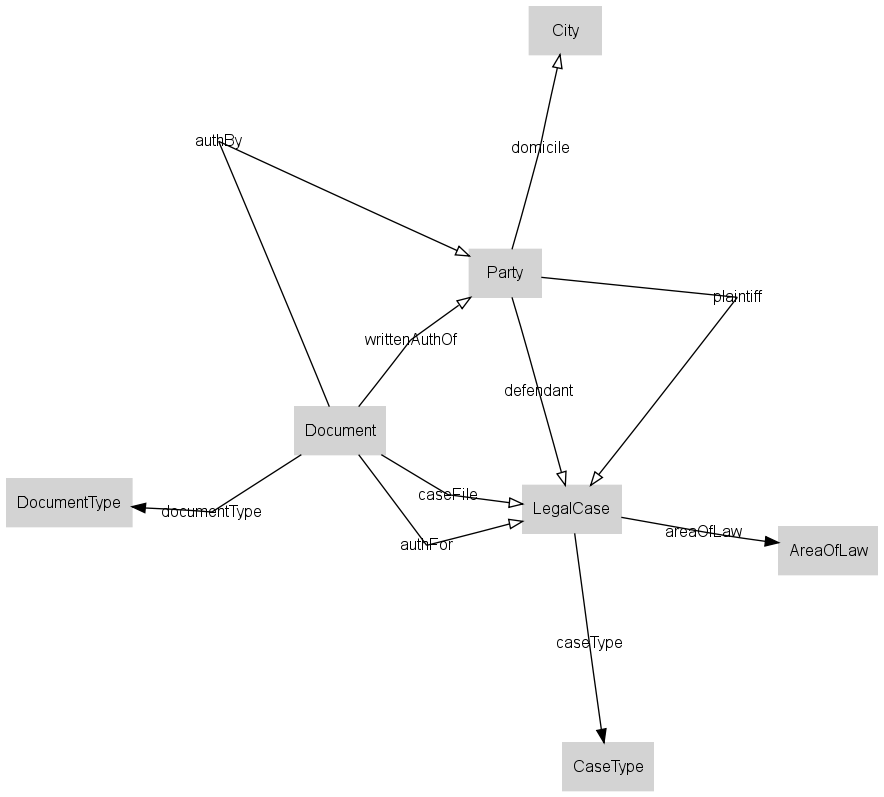 City
authBy
domicile
Party
plaintiff
writtenAuthOf
defendant
Document
DocumentType
documentType
caseFile
LegalCase
authFor
areaOfLaw
AreaOfLaw
caseType
CaseType